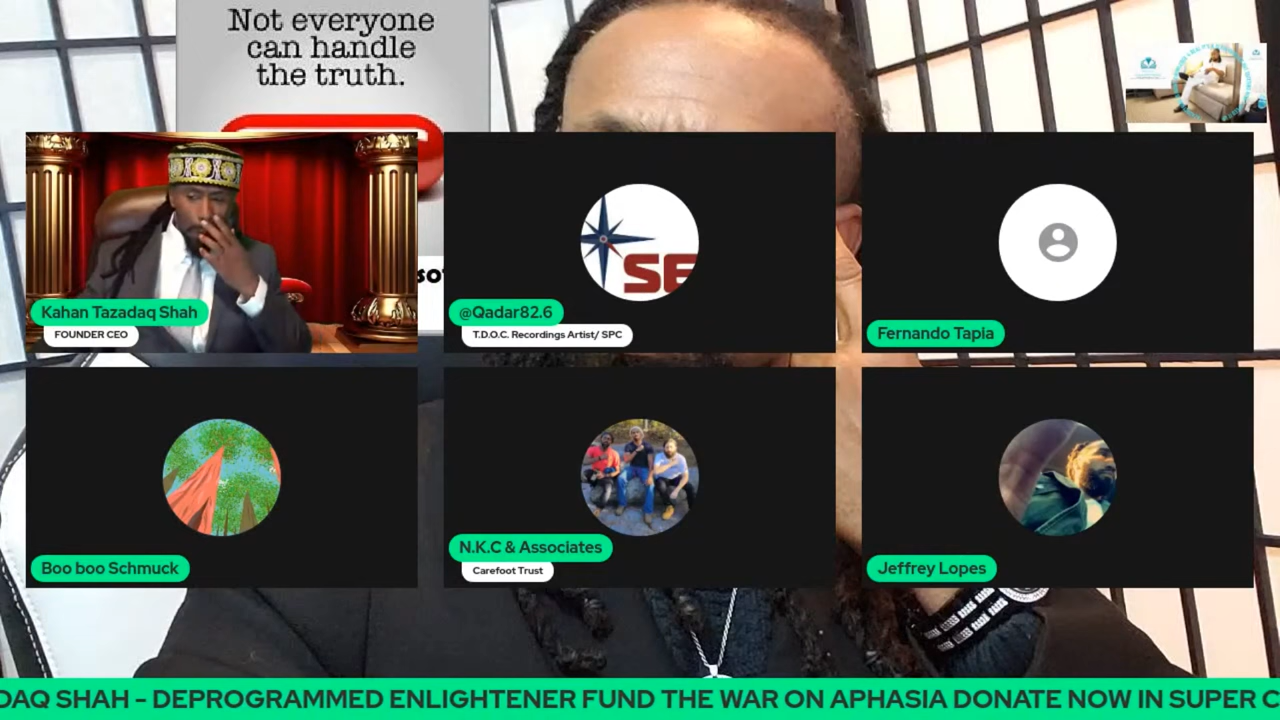 Not everyone
can handle
the truth.
Kahan Tazadaq Shah
FOUNDER CEO
SE
@Qadar82.6
T.D.O.C. Recordings Artist/ SPC
Fernando Tapia
Boo boo Schmuck
N.K.C & Associates
Carefoot Trust
Jeffrey Lopes
DAQ SHAH - DEPROGRAMMED ENLIGHTENER FUND THE WAR ON APHASIA DONATE NOW IN SUPER C